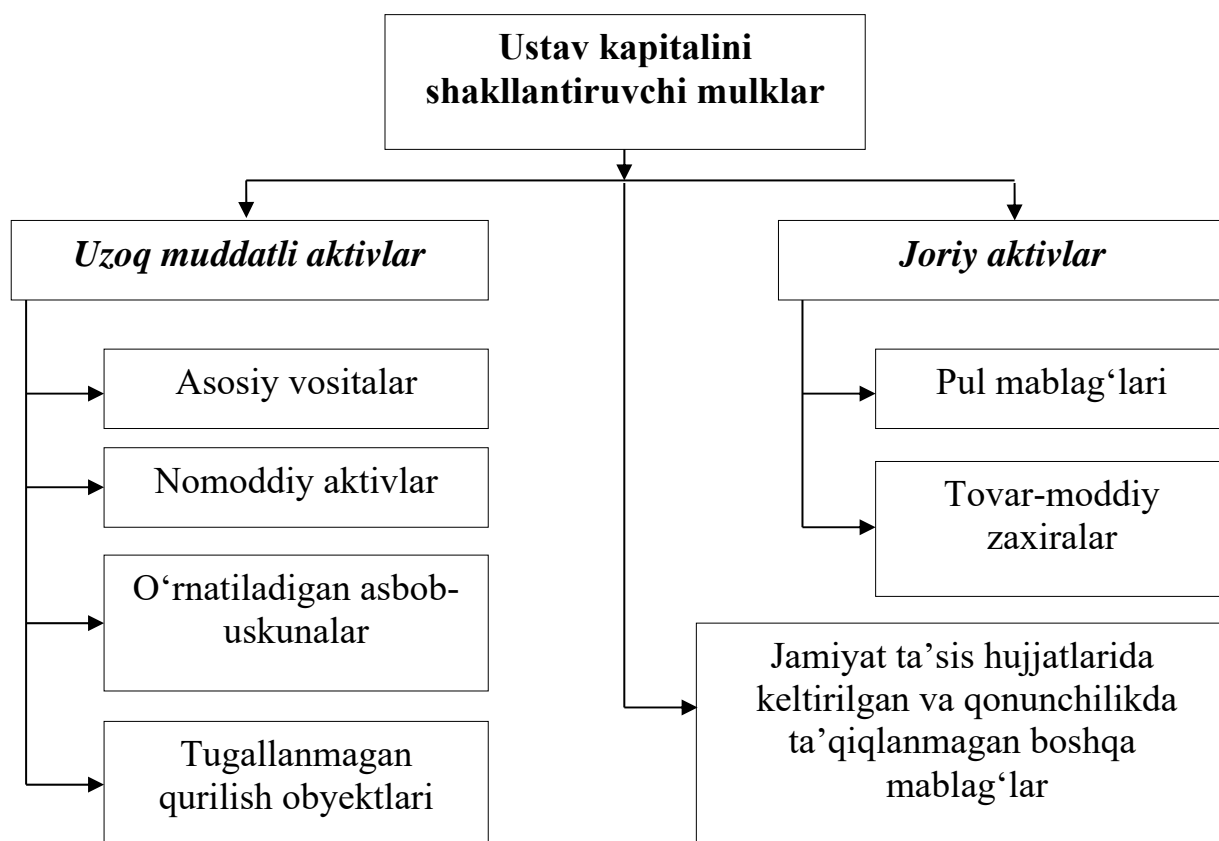 Ustav kapitalini
shakllantiruvchi mulklar
Uzoq muddatli aktivlar
Asosiy vositalar
Nomoddiy aktivlar
O‘rnatiladigan asbob-
uskunalar
Tugallanmagan
qurilish obyektlari
Joriy aktivlar
Pul mablag‘lari
Tovar-moddiy
zaxiralar
Jamiyat ta’sis hujjatlarida
keltirilgan va qonunchilikda
ta’qiqlanmagan boshqa
mablag‘lar